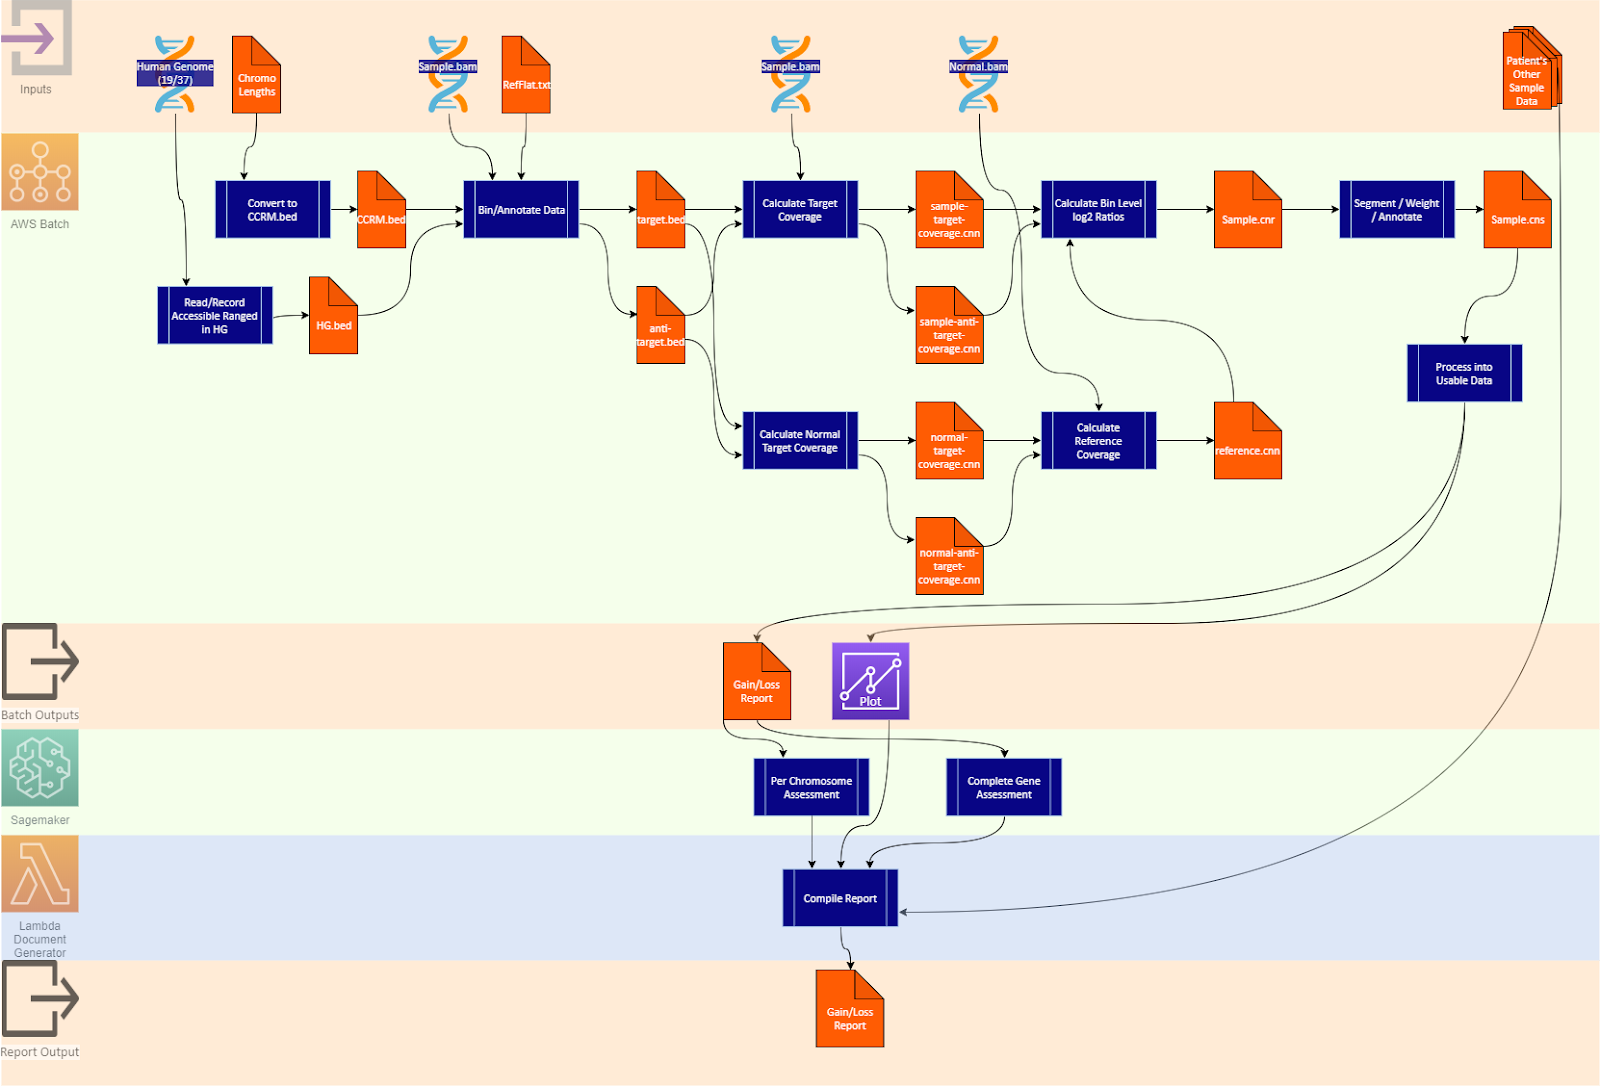 Inputs
Human Genome
(19/37)
Chromo
Lengths
Sample.bam
RefFlat.txt
Sample.bam
Normal.bam
Patient's
Other
Sample
Data
AWS Batch
Convert to
CCRM.bed
CCRM.bed
Bin/Annotate Data
target.bed
Calculate Target
Coverage
sample-
target-
coverage.cnn
Calculate Bin Level
log2 Ratios
Sample.cnr
Segment / Weight
/ Annotate
Sample.cns
Read/Record
Accessible Ranged
in HG
HG.bed
anti-
target.bed
sample-anti-
target-
coverage.cnn
Process into
Usable Data
Calculate Normal
Target Coverage
normal-
target-
coverage.cnn
Calculate
Reference
Coverage
reference.cnn
normal-anti-
target-
coverage.cnn
Batch Outputs
Gain/Loss
Report
Plot
Sagemaker
Per Chromosome
Assessment
Complete Gene
Assessment
Lambda
Document
Generator
Compile Report
Report Output
Gain/Loss
Report